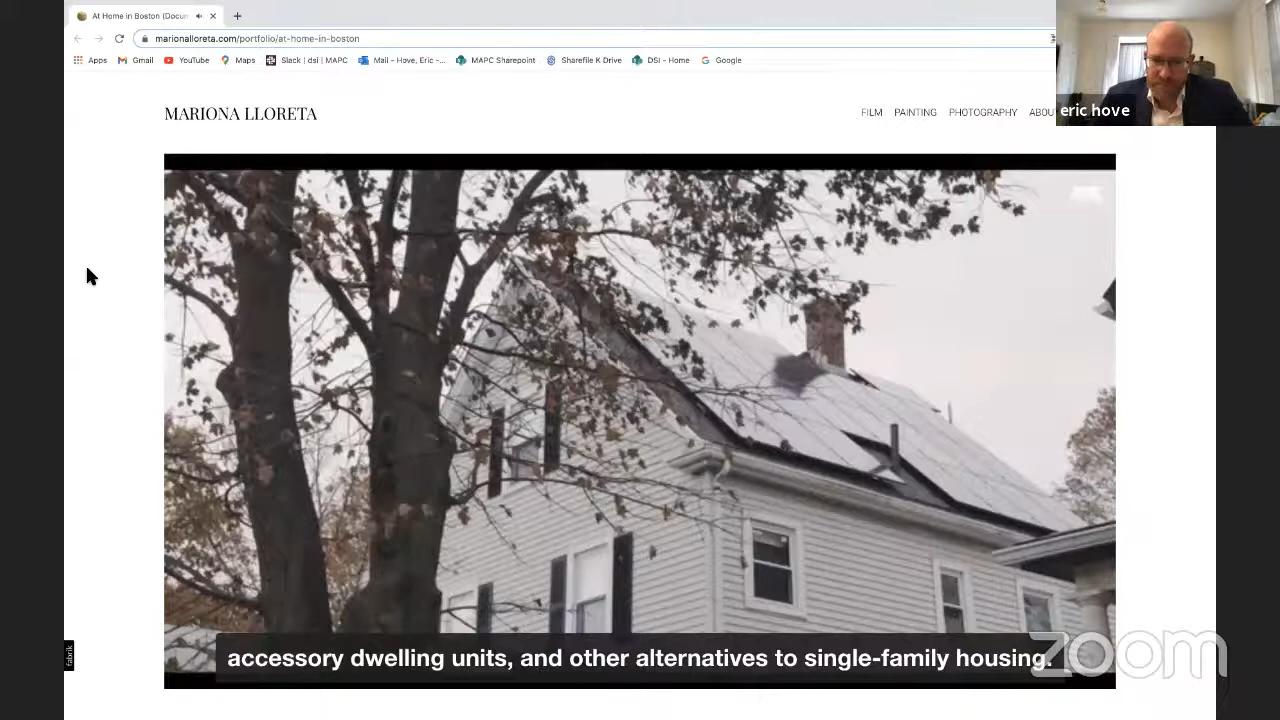 At Home in Boston (Docum
marionalloreta.com/portfolio/at-home-in-boston
Apps Gmail YouTube Maps Slack | dsi | MAPC Mail – Hove, Eric –... MAPC Sharepoint Sharefile K Drive DSI – Home Google
eric hove
MARIONA LLORETA
FILM PAINTING PHOTOGRAPHY ABOU
accessory dwelling units, and other alternatives to single-family housing.
zoom
fabrik